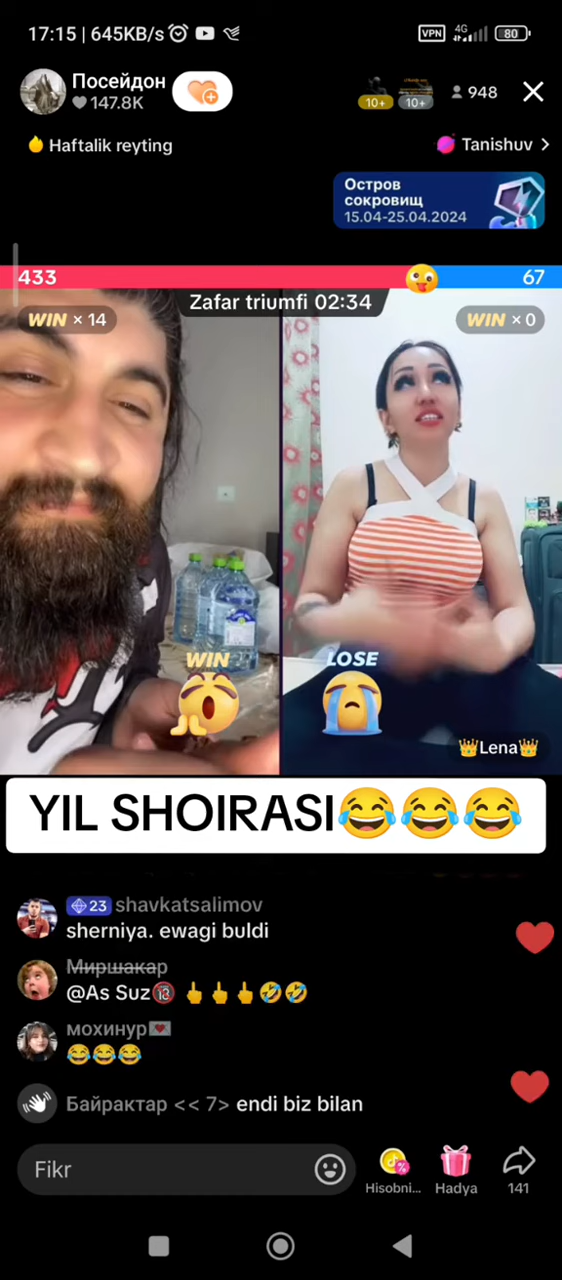 17:15 | 645KB/s
VPN
4G
80
Посейдон
147.8K
10+
10+
948
Haftalik reyting
Tanishuv
Остров
сокровищ
15.04-25.04.2024
433
67
Zafar triumfi 02:34
WIN × 14
WIN × 0
WIN
LOSE
👑Lena👑
YIL SHOIRASI😂😂😂
23 shavkatsalimov
sherniya. ewagi buldi
Миршакар
@As Suz🔞 🖕🖕🖕🤣🤣
мохинур💌
😂😂😂
Байрактар << 7> endi biz bilan
Fikr
Hisobni...
Hadya
141